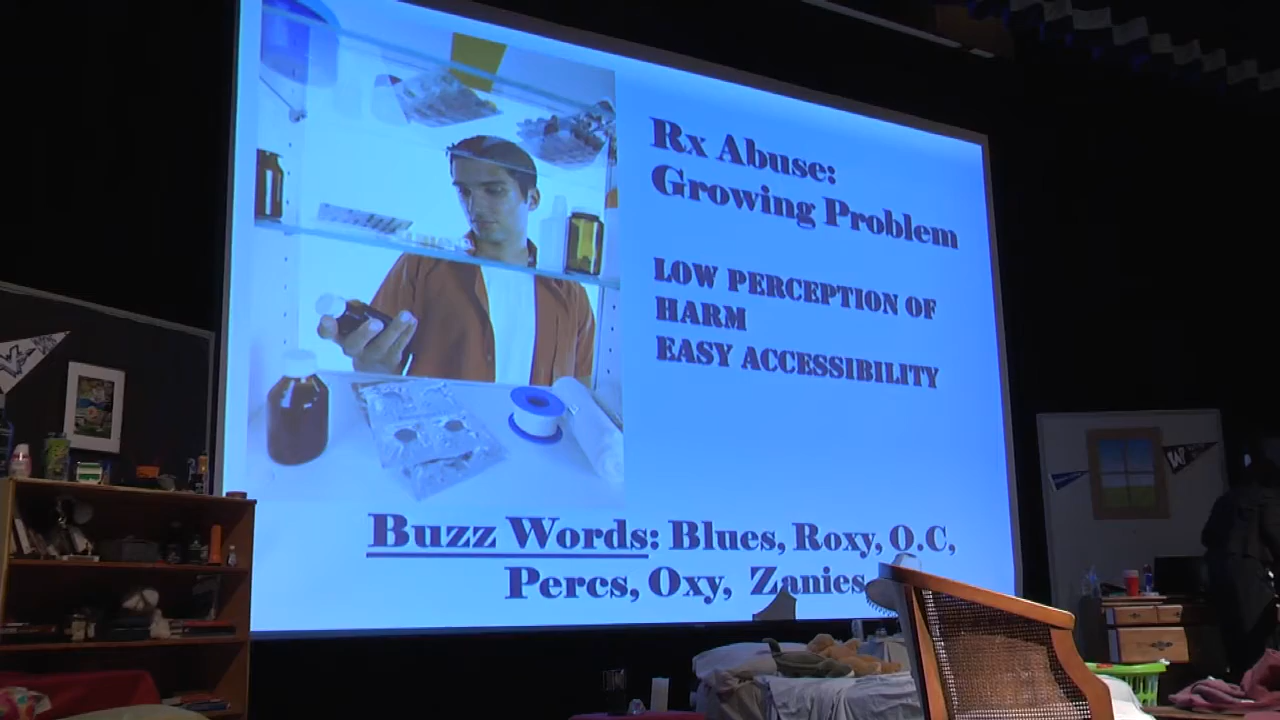 Rx Abuse:
Growing Problem
LOW PERCEPTION OF
HARM
EASY ACCESSIBILITY
Buzz Words: Blues, Roxy, O.C,
Percs, Oxy, Zanies
W
W